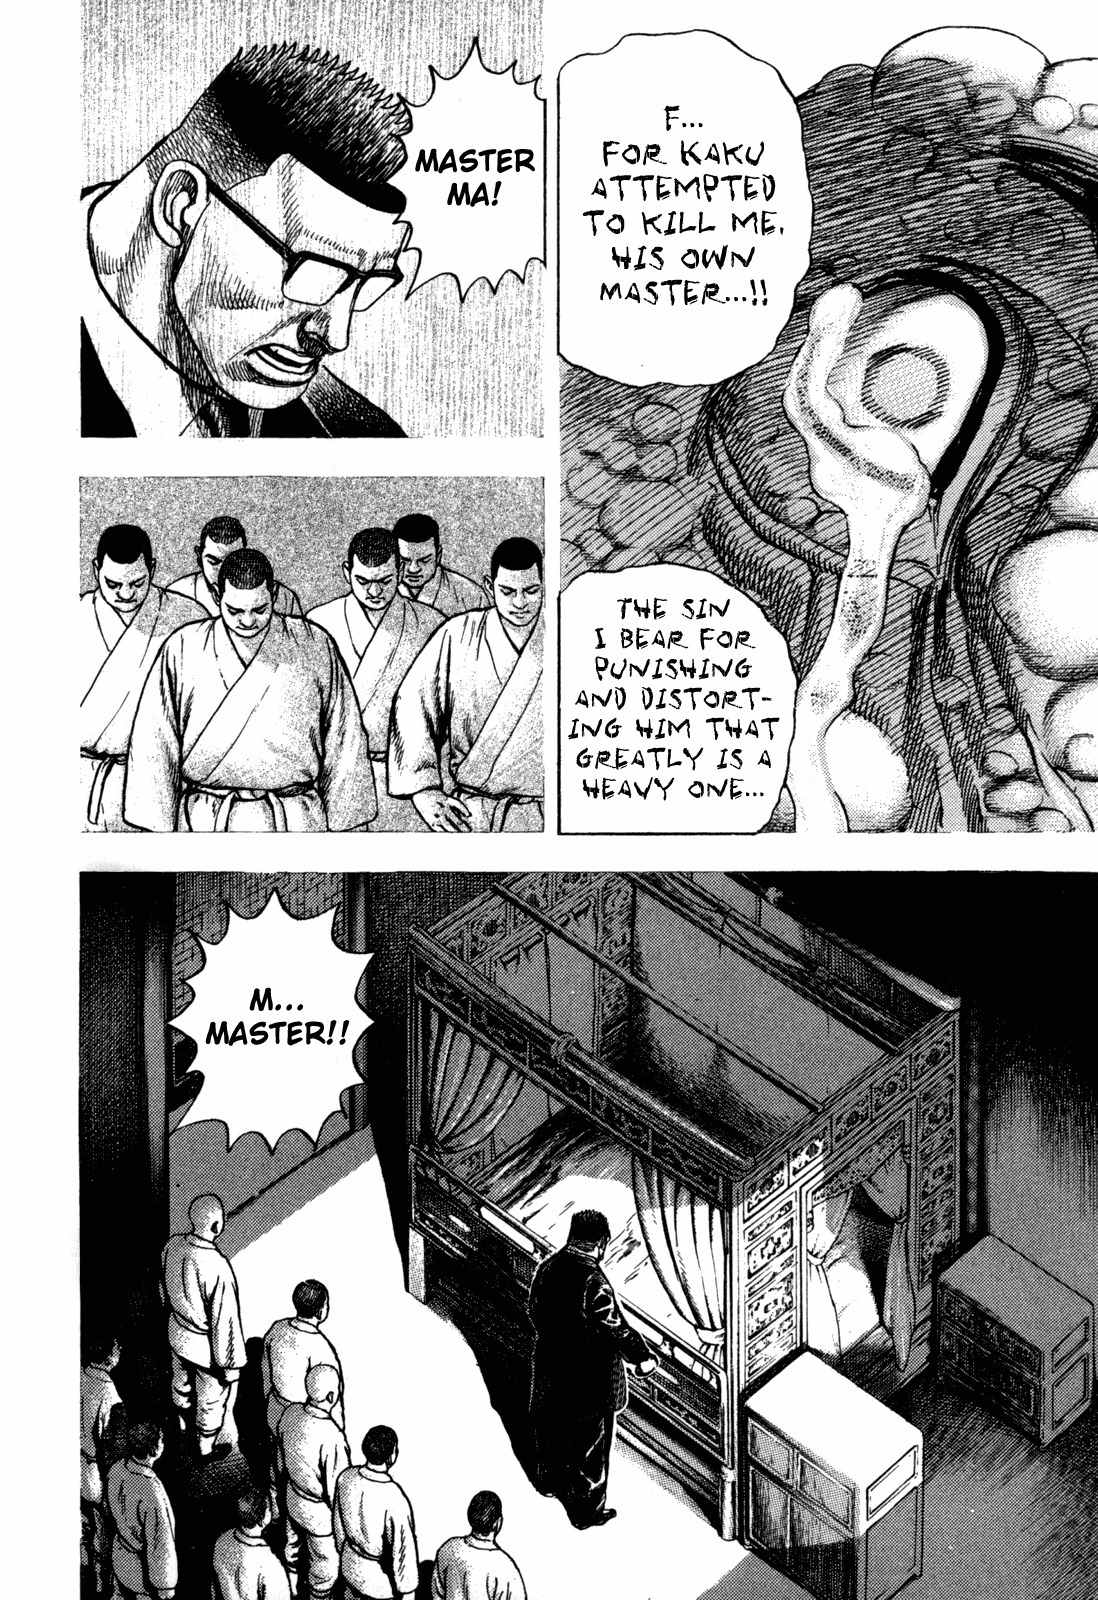 F...
FOR KAKU
ATTEMPTED
TO KILL ME,
HIS OWN
MASTER...!!
THE SIN
I BEAR FOR
PUNISHING
AND DISTORT-
ING HIM THAT
GREATLY IS A
HEAVY ONE...
MASTER
MA!
M...
MASTER!!